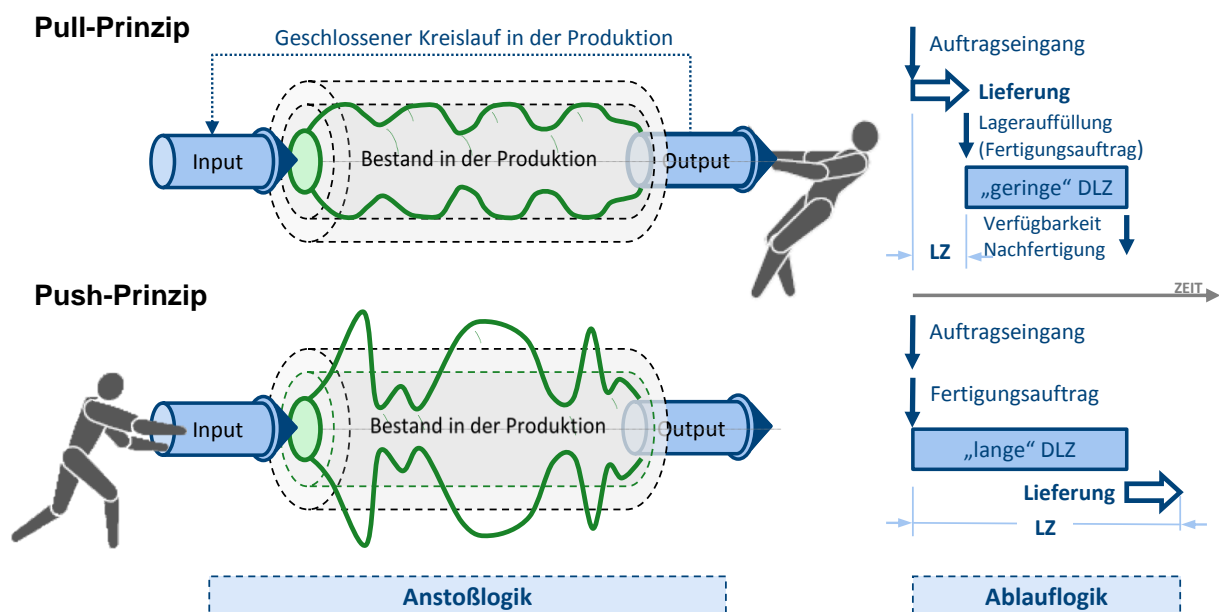 Pull-Prinzip
Geschlossener Kreislauf in der Produktion
Input
Bestand in der Produktion
Output
Auftragseingang
Lieferung
Lagerauffüllung
(Fertigungsauftrag)
„geringe“ DLZ
Verfügbarkeit
Nachfertigung
LZ
ZEIT
Push-Prinzip
Input
Bestand in der Produktion
Output
Auftragseingang
Fertigungsauftrag
„lange“ DLZ
Lieferung
LZ
Anstoßlogik
Ablauflogik